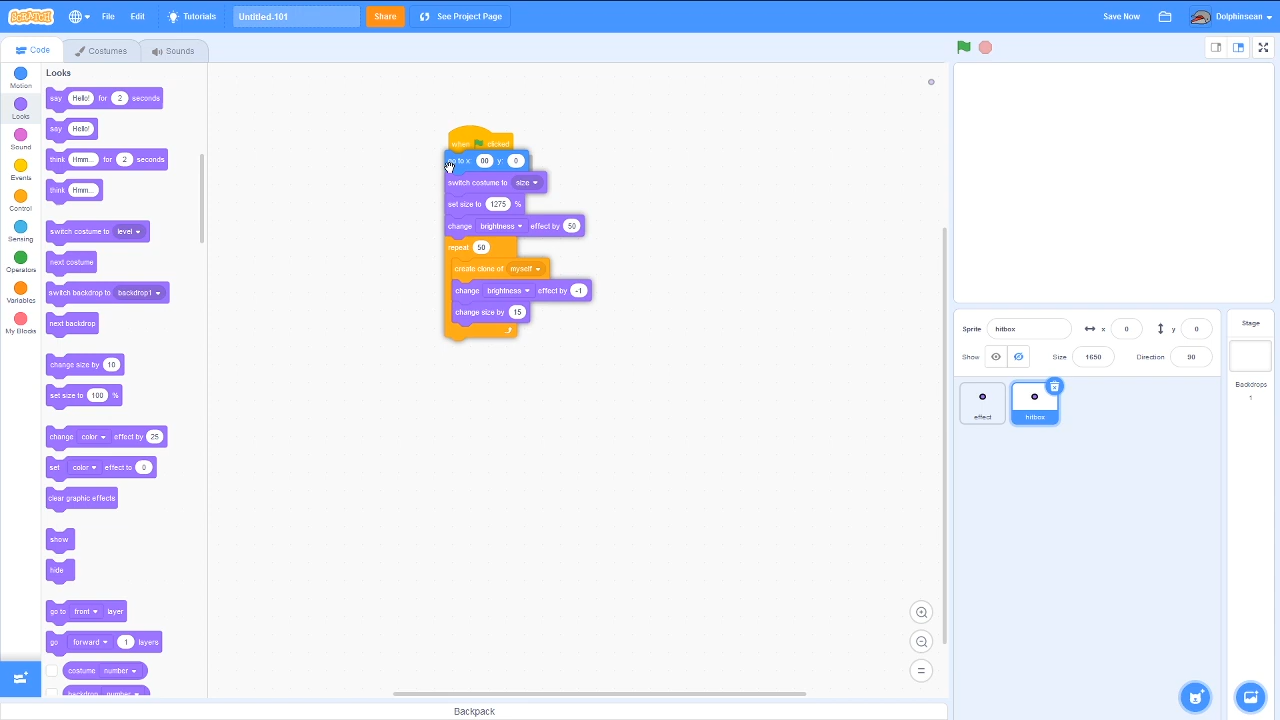 SCRATCH File Edit Tutorials Untitled-101 Share See Project Page Save Now Dolphinsean
Code Costumes Sounds
Motion
Looks
Sound
Events
Control
Sensing
Operators
Variables
My Blocks
Looks
say Hello! for 2 seconds
say Hello!
think Hmm... for 2 seconds
think Hmm...
switch costume to level
next costume
switch backdrop to backdrop1
next backdrop
change size by 10
set size to 100 %
change color effect by 25
set color effect to 0
clear graphic effects
show
hide
go to front layer
go forward 1 layers
costume number
backdrop number
when clicked
go to x: 00 y: 0
switch costume to size
set size to 1275 %
change brightness effect by 50
repeat 50
create clone of myself
change brightness effect by -1
change size by 15
Sprite hitbox x 0 y 0
Show Size 1650 Direction 90
effect hitbox
Stage
Backdrops
1
Backpack